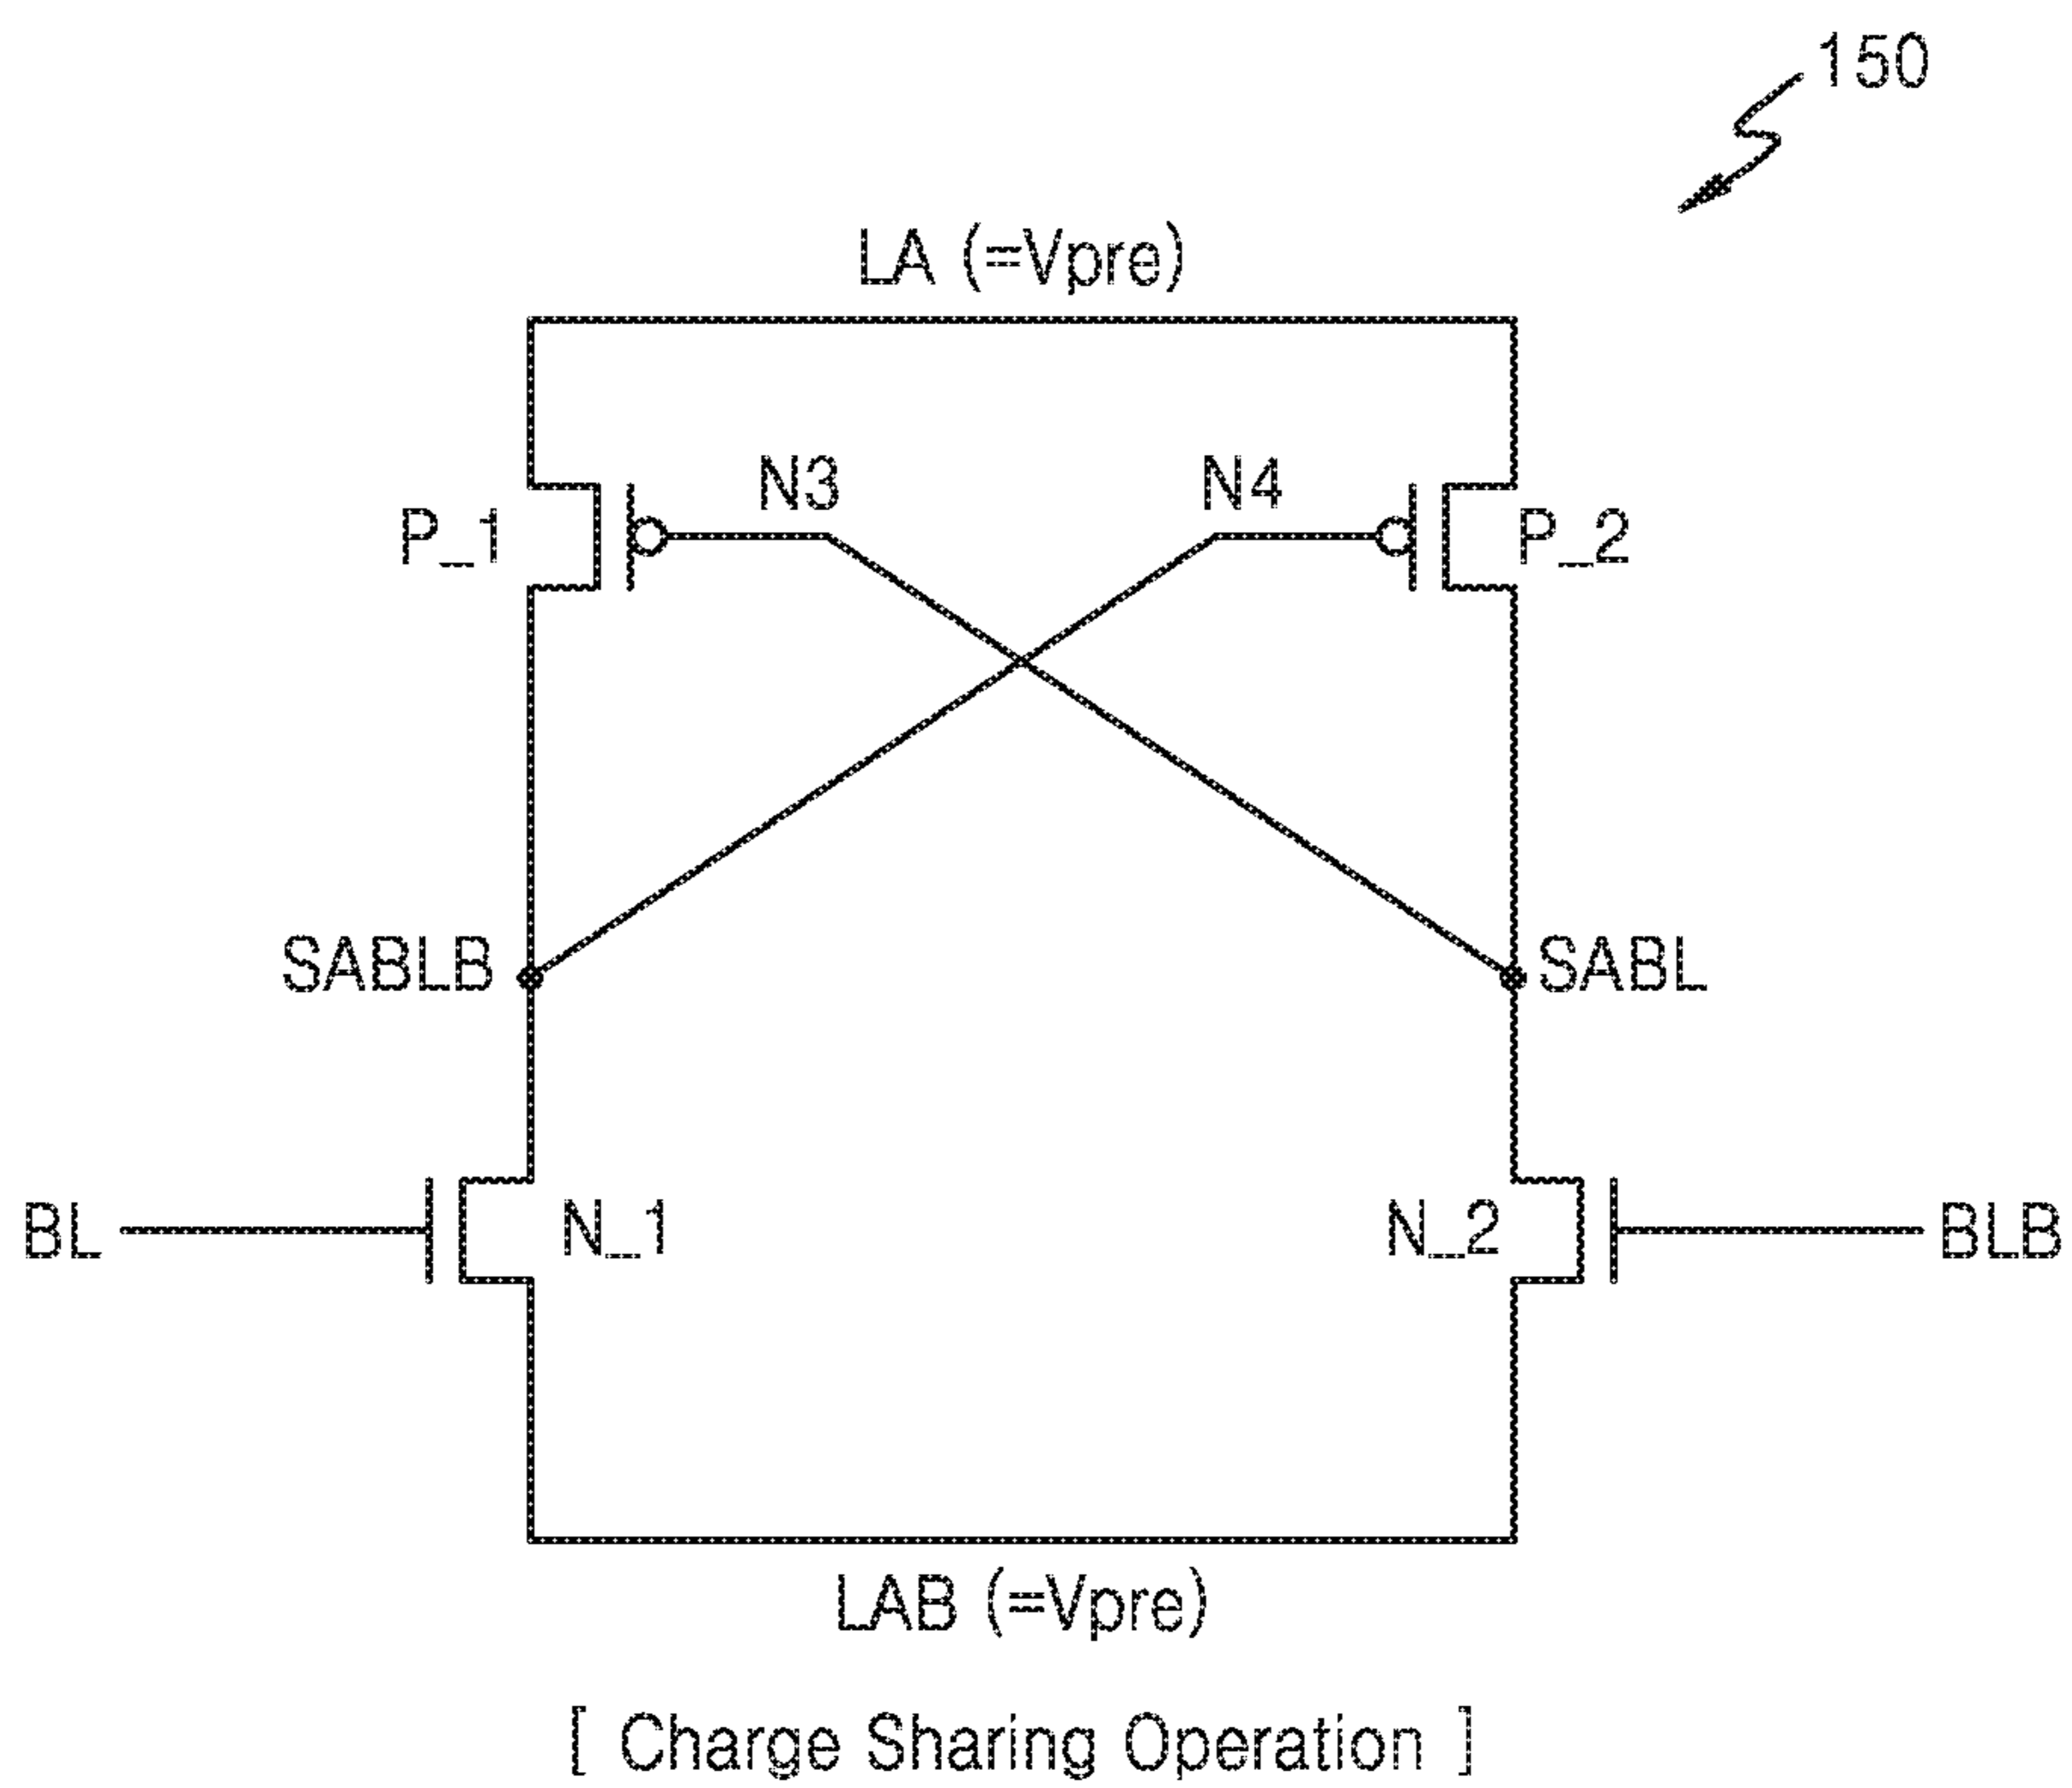 150
LA (=Vpre)
N3
N4
P_1
P_2
SABLB
SABL
BL
N_1
N_2
BLB
LAB (=Vpre)
[ Charge Sharing Operation ]